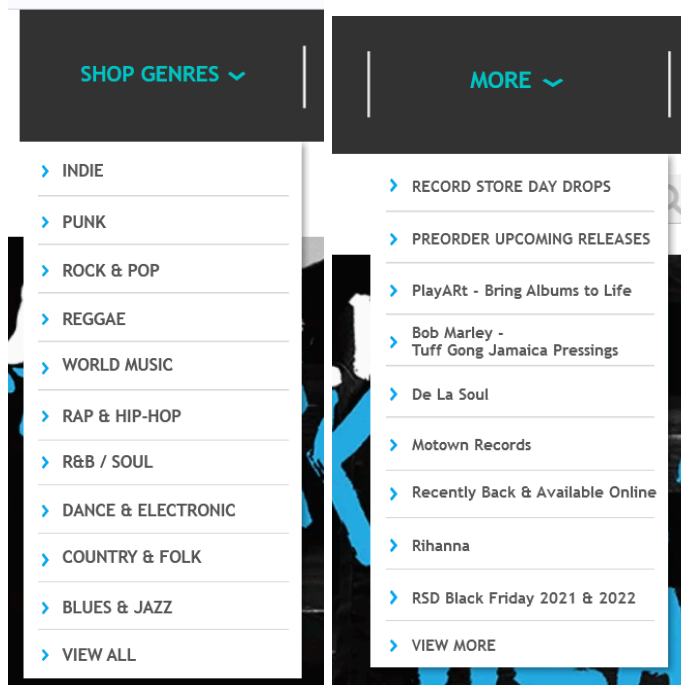 SHOP GENRES
INDIE
PUNK
ROCK & POP
REGGAE
WORLD MUSIC
RAP & HIP-HOP
R&B / SOUL
DANCE & ELECTRONIC
COUNTRY & FOLK
BLUES & JAZZ
VIEW ALL
MORE
RECORD STORE DAY DROPS
PREORDER UPCOMING RELEASES
PlayARt - Bring Albums to Life
Bob Marley -
Tuff Gong Jamaica Pressings
De La Soul
Motown Records
Recently Back & Available Online
Rihanna
RSD Black Friday 2021 & 2022
VIEW MORE